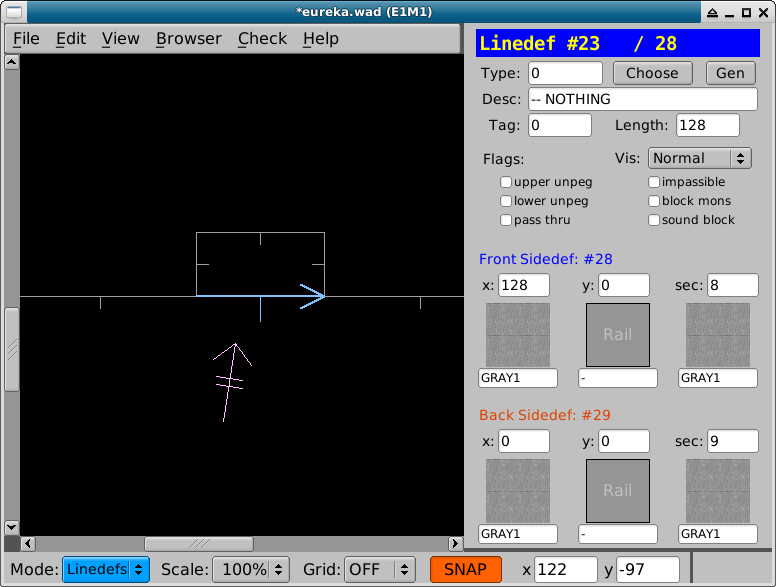 *eureka.wad (E1M1)
File Edit View Browser Check Help
Linedef #23 / 28
Type: 0 Choose Gen
Desc: -- NOTHING
Tag: 0 Length: 128
Flags: Vis: Normal
upper unpeg impassible
lower unpeg block mons
pass thru sound block
Front Sidedef: #28
x: 128 y: 0 sec: 8
Rail
GRAY1 - GRAY1
Back Sidedef: #29
x: 0 y: 0 sec: 9
Rail
GRAY1 - GRAY1
Mode: Linedefs Scale: 100% Grid: OFF SNAP x 122 y -97